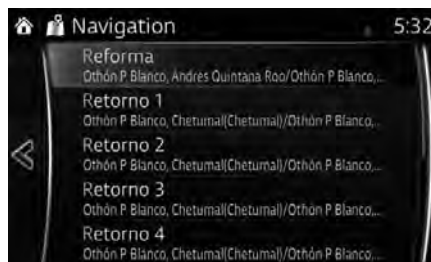 Navigation 5:32
Reforma
Othón P Blanco, Andres Quintana Roo/Othón P Blanco,...
Retorno 1
Othón P Blanco, Chetumal(Chetumal)/Othón P Blanco,...
Retorno 2
Othón P Blanco, Chetumal(Chetumal)/Othón P Blanco,...
Retorno 3
Othón P Blanco, Chetumal(Chetumal)/Othón P Blanco,...
Retorno 4
Othón P Blanco, Chetumal(Chetumal)/Othón P Blanco,...